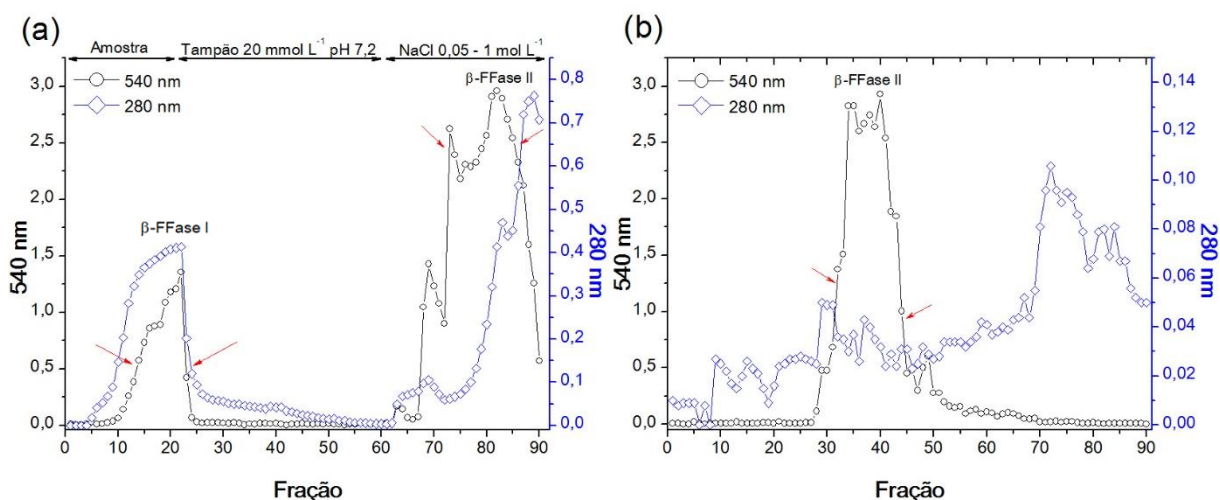 (a)
Amostra Tampão 20 mmol L⁻¹ pH 7,2 NaCl 0,05 - 1 mol L⁻¹
540 nm
280 nm
β-FFase I
β-FFase II
3,0
2,5
2,0
1,5
1,0
0,5
0,0
540 nm
0,8
0,7
0,6
0,5
0,4
0,3
0,2
0,1
0,0
280 nm
0 10 20 30 40 50 60 70 80 90
Fração
(b)
540 nm
280 nm
β-FFase II
3,0
2,5
2,0
1,5
1,0
0,5
0,0
540 nm
0,14
0,12
0,10
0,08
0,06
0,04
0,02
0,00
280 nm
0 10 20 30 40 50 60 70 80 90
Fração